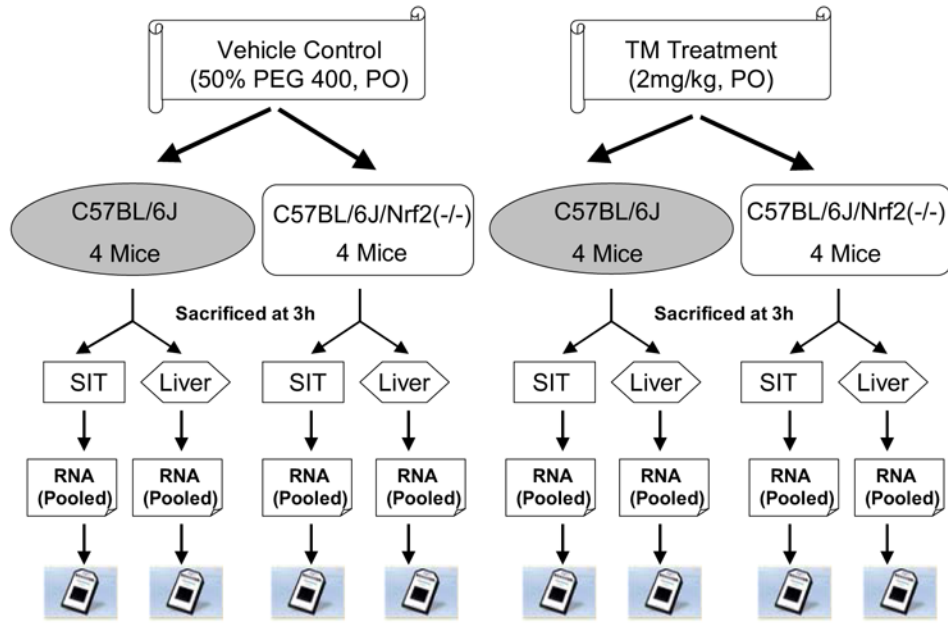 Vehicle Control
(50% PEG 400, PO)
TM Treatment
(2mg/kg, PO)
C57BL/6J
4 Mice
C57BL/6J/Nrf2(-/-)
4 Mice
C57BL/6J
4 Mice
C57BL/6J/Nrf2(-/-)
4 Mice
Sacrificed at 3h
Sacrificed at 3h
SIT
Liver
SIT
Liver
SIT
Liver
SIT
Liver
RNA
(Pooled)
RNA
(Pooled)
RNA
(Pooled)
RNA
(Pooled)
RNA
(Pooled)
RNA
(Pooled)
RNA
(Pooled)
RNA
(Pooled)